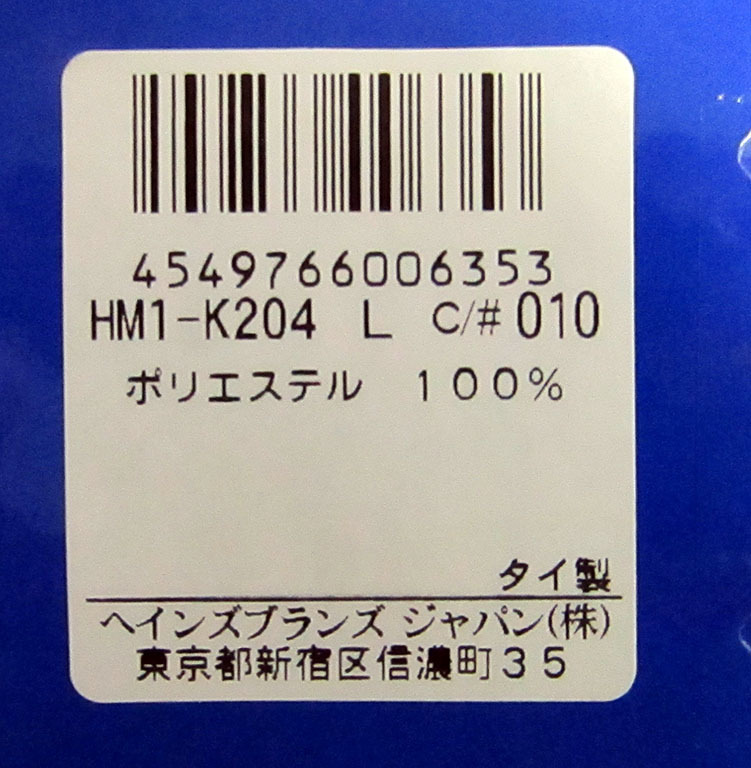 4549766006353
HM1-K204 L C/# 010
ポリエステル 100%
タイ製
ヘインズブランズ ジャパン(株)
東京都新宿区信濃町35